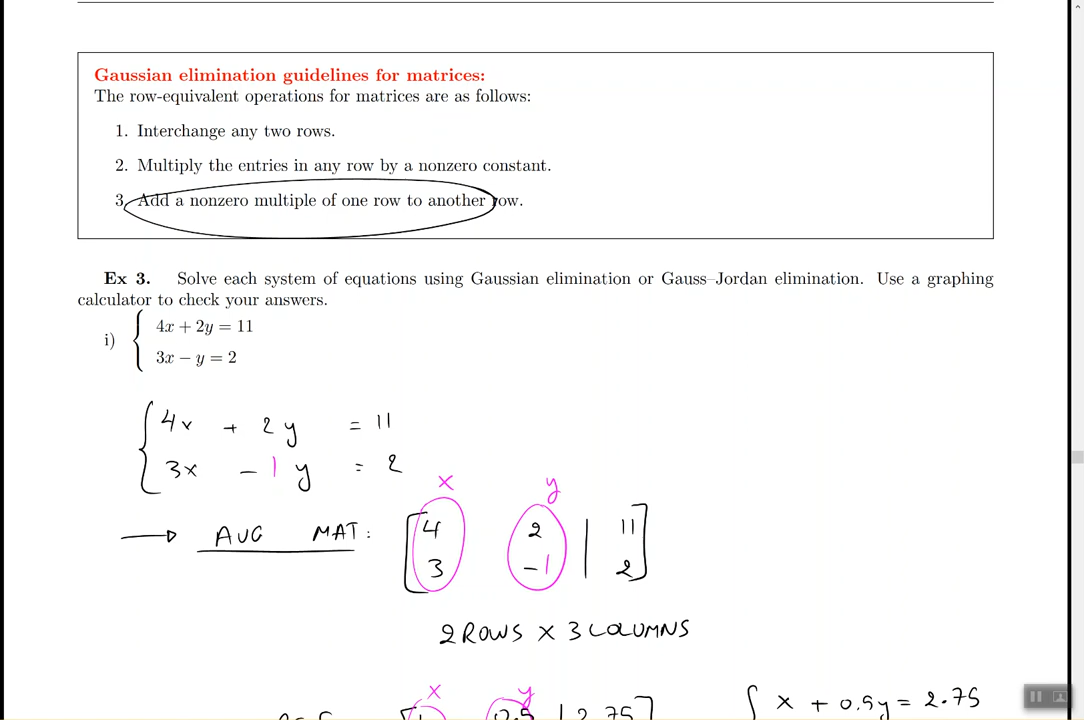 Gaussian elimination guidelines for matrices:
The row-equivalent operations for matrices are as follows:
1. Interchange any two rows.
2. Multiply the entries in any row by a nonzero constant.
3. Add a nonzero multiple of one row to another row.
Ex 3. Solve each system of equations using Gaussian elimination or Gauss–Jordan elimination. Use a graphing
calculator to check your answers.
i) { 4x + 2y = 11
3x − y = 2
{ 4x + 2y = 11
3x − 1y = 2
x y
→ AUG MAT: [ 4 2 | 11 ]
3 −1 | 2
2 ROWS × 3 COLUMNS
x y
0.5 | 2.75 ] { x + 0.5y = 2.75